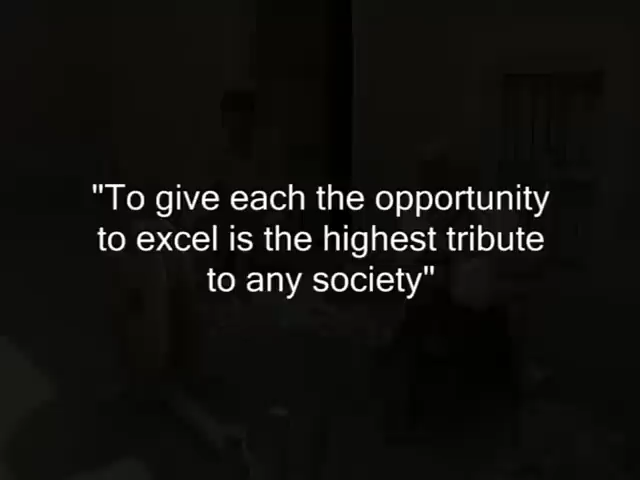 "To give each the opportunity
to excel is the highest tribute
to any society"